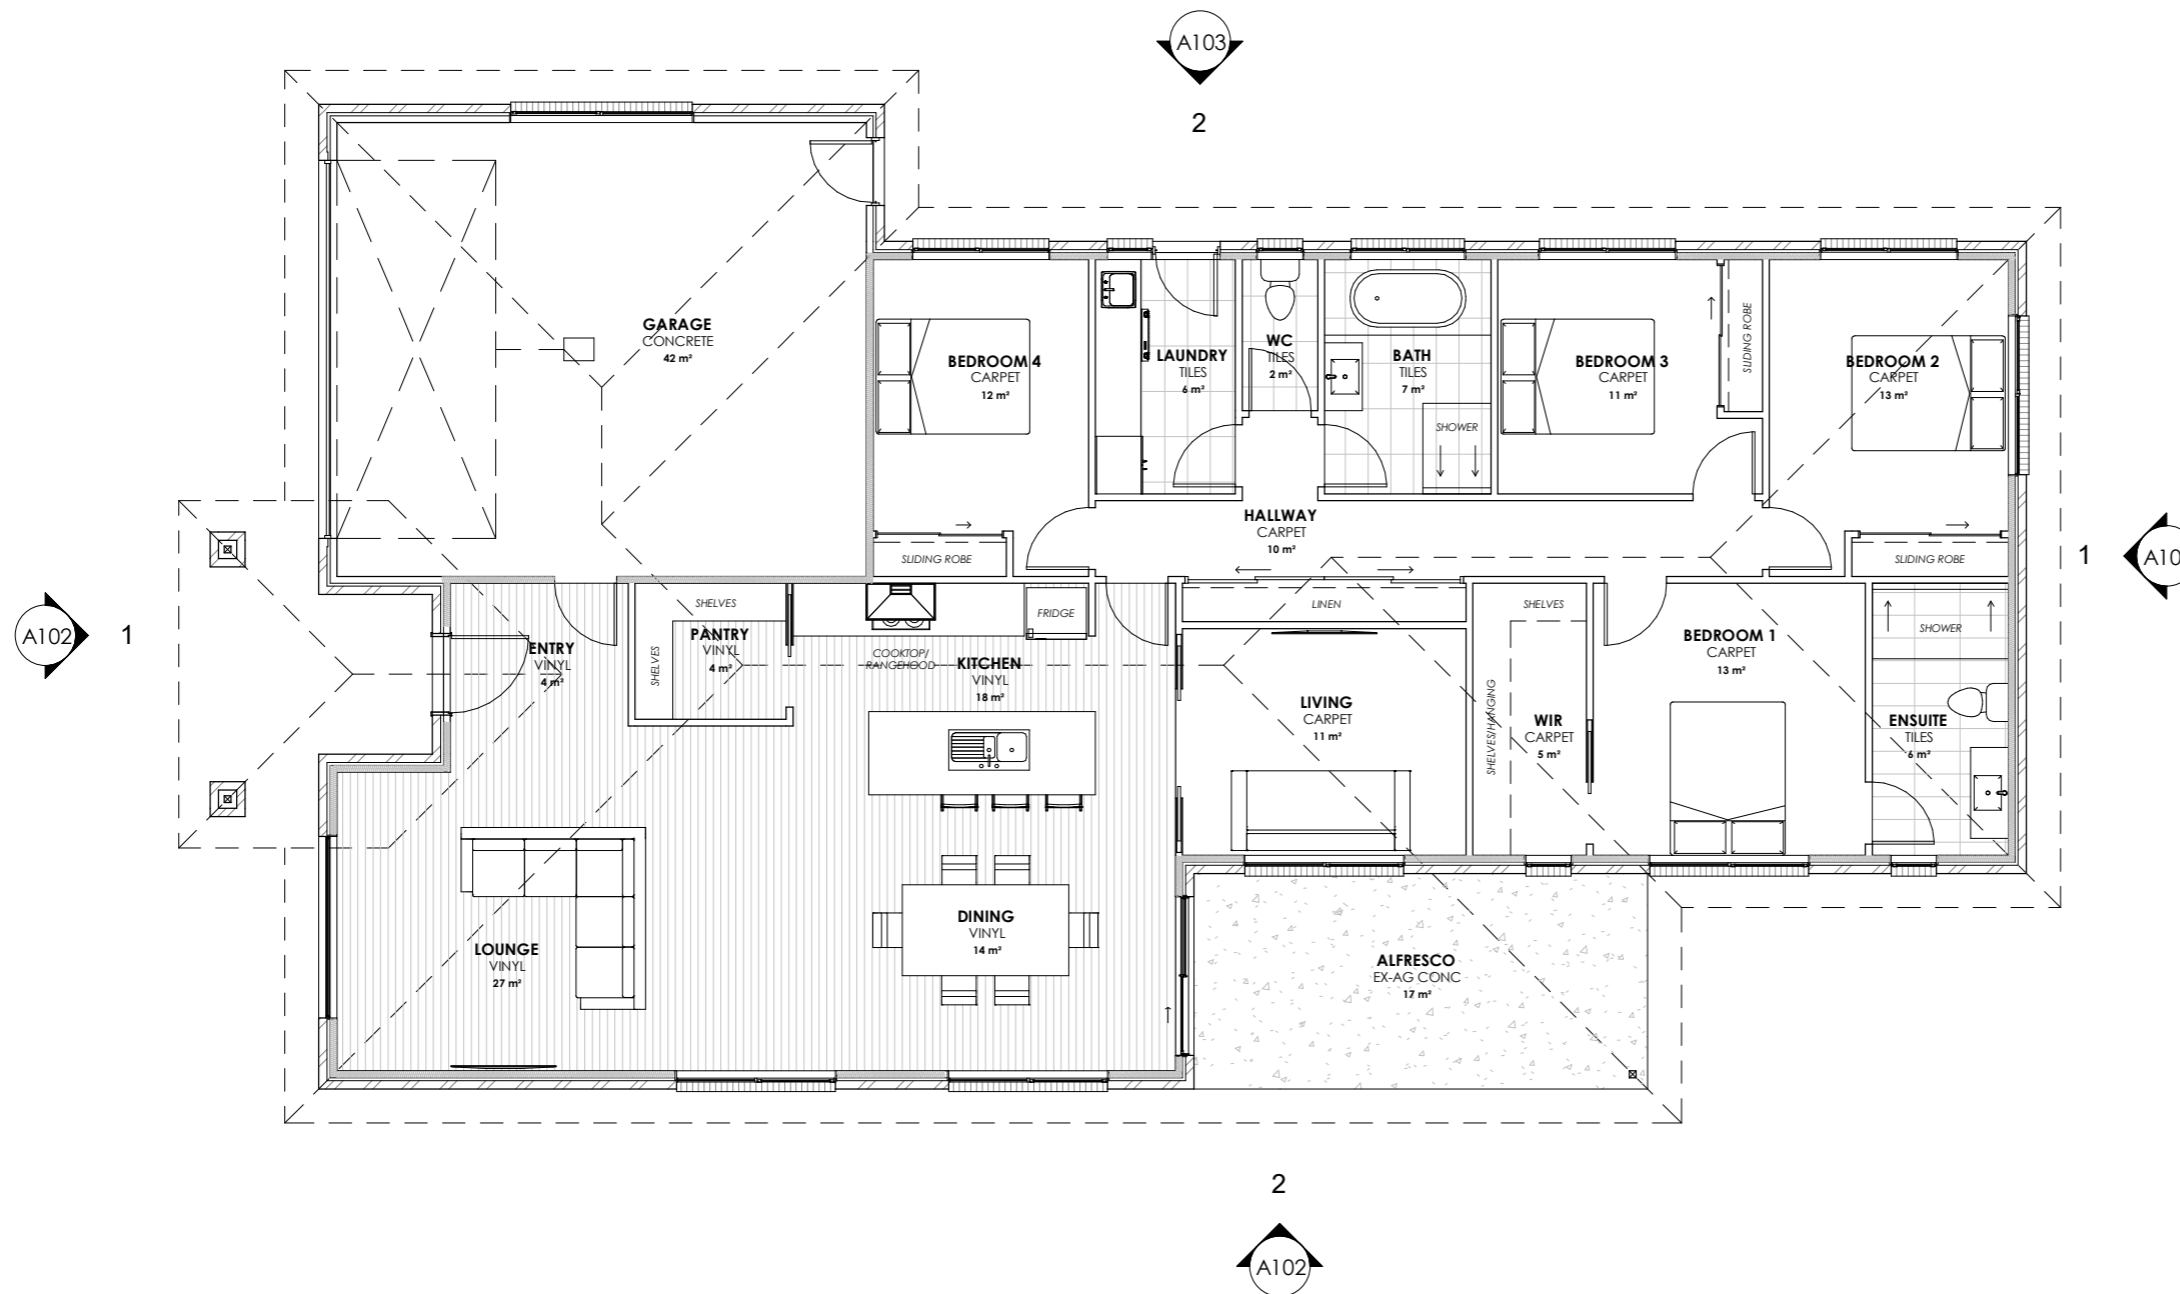 A103
2
GARAGE
CONCRETE
42 m²
BEDROOM 4
CARPET
12 m²
SLIDING ROBE
LAUNDRY
TILES
6 m²
WC
TILES
2 m²
BATH
TILES
7 m²
SHOWER
BEDROOM 3
CARPET
11 m²
SLIDING ROBE
BEDROOM 2
CARPET
13 m²
SLIDING ROBE
HALLWAY
CARPET
10 m²
1
A10
A102
1
ENTRY
VINYL
4 m²
SHELVES
SHELVES
PANTRY
VINYL
4 m²
COOKTOP/
RANGEHOOD
KITCHEN
VINYL
18 m²
FRIDGE
LINEN
LIVING
CARPET
11 m²
SHELVES
SHELVES/HANGING
WIR
CARPET
5 m²
BEDROOM 1
CARPET
13 m²
SHOWER
ENSUITE
TILES
6 m²
LOUNGE
VINYL
27 m²
DINING
VINYL
14 m²
ALFRESCO
EX-AG CONC
17 m²
2
A102